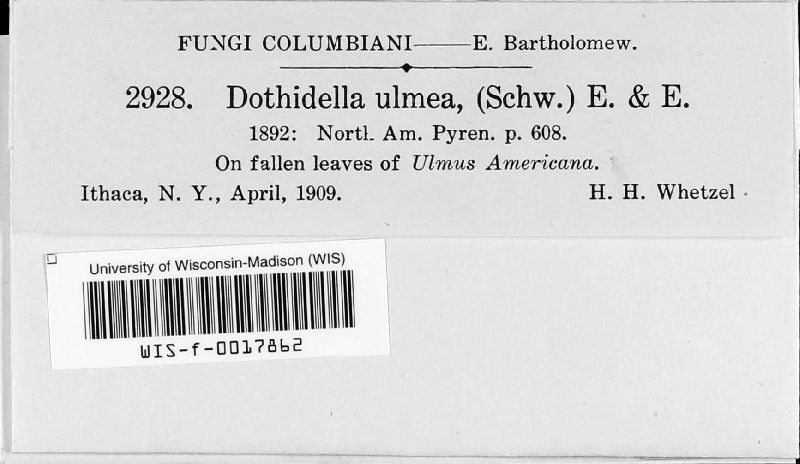 FUNGI COLUMBIANI——E. Bartholomew.
2928. Dothidella ulmea, (Schw.) E. & E.
1892: North Am. Pyren. p. 608.
On fallen leaves of Ulmus Americana.
Ithaca, N. Y., April, 1909. H. H. Whetzel
University of Wisconsin-Madison (WIS)
WIS-f-0017862